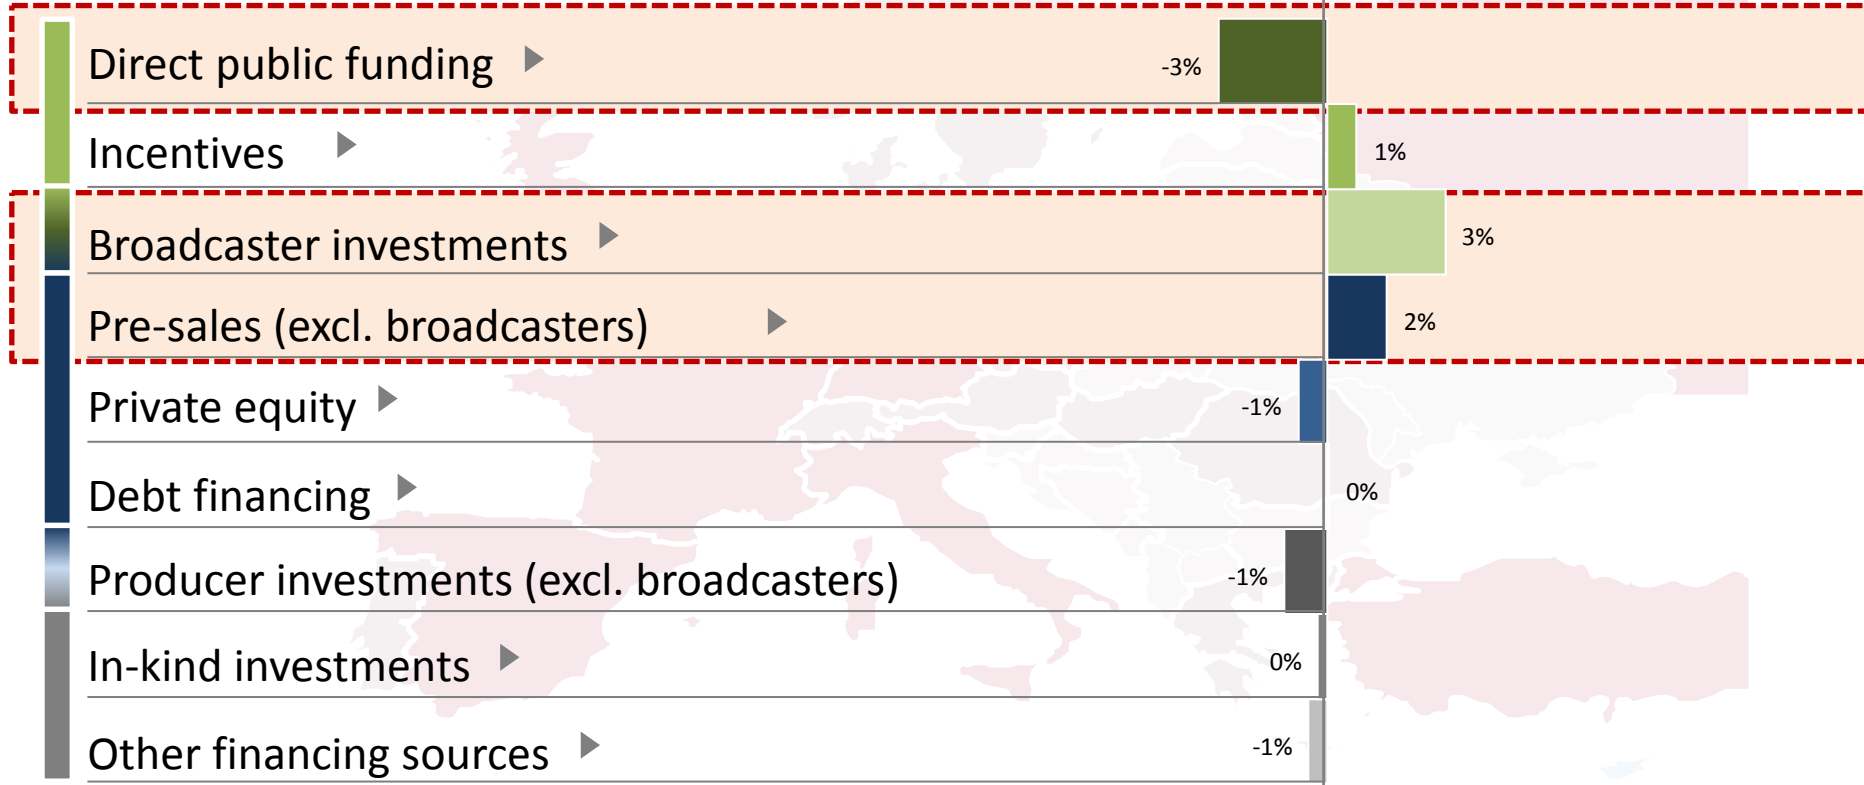 Direct public funding
-3%
Incentives
1%
Broadcaster investments
3%
Pre-sales (excl. broadcasters)
2%
Private equity
-1%
Debt financing
0%
Producer investments (excl. broadcasters)
-1%
In-kind investments
0%
Other financing sources
-1%